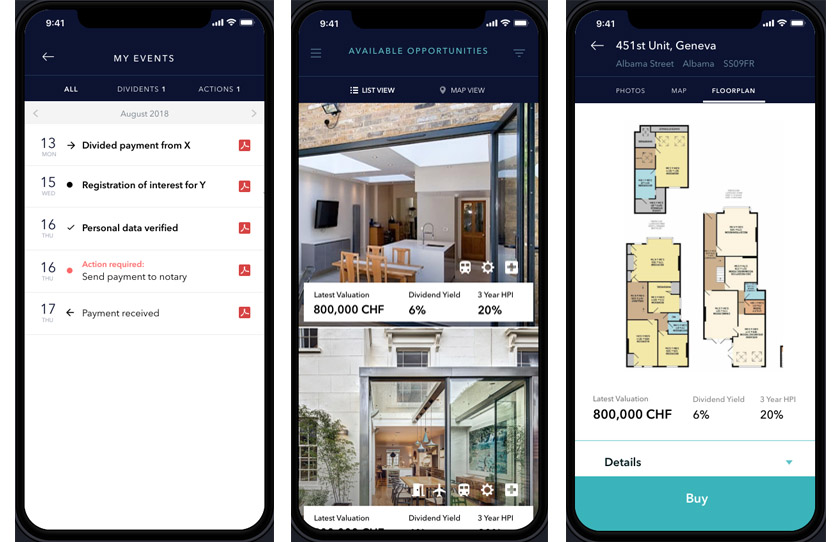 9:41
MY EVENTS
ALL DIVIDENTS 1 ACTIONS 1
August 2018
13 MON Divided payment from X
15 WED Registration of interest for Y
16 THU Personal data verified
16 THU Action required:
Send payment to notary
17 THU Payment received
9:41
AVAILABLE OPPORTUNITIES
LIST VIEW MAP VIEW
Latest Valuation Dividend Yield 3 Year HPI
800,000 CHF 6% 20%
Latest Valuation Dividend Yield 3 Year HPI
9:41
451st Unit, Geneva
Albama Street Albama SS09FR
PHOTOS MAP FLOORPLAN
Latest Valuation Dividend Yield 3 Year HPI
800,000 CHF 6% 20%
Details
Buy